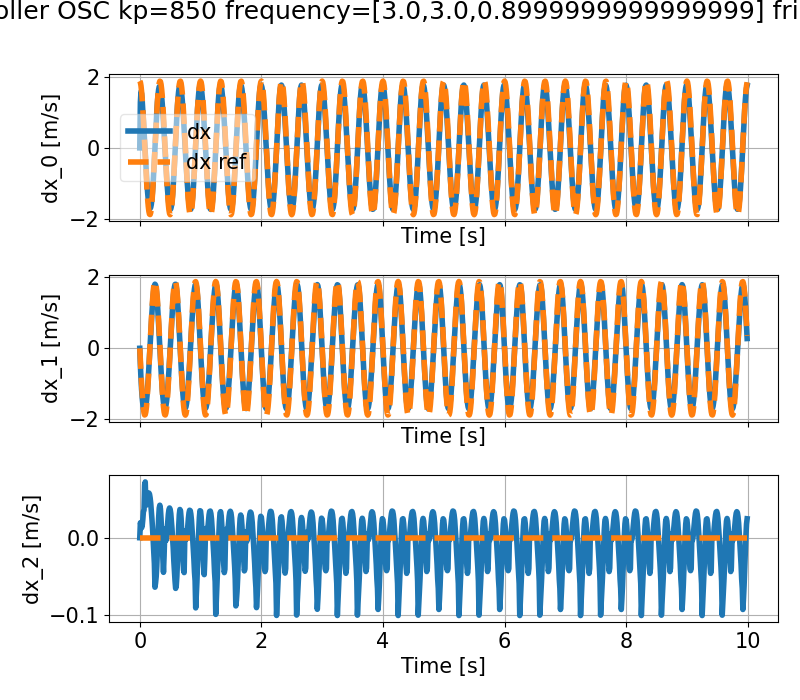 oller OSC kp=850 frequency=[3.0,3.0,0.8999999999999999] fri
2
0
−2
dx_0 [m/s]
dx
dx ref
Time [s]
2
0
−2
dx_1 [m/s]
Time [s]
0.0
−0.1
dx_2 [m/s]
0 2 4 6 8 10
Time [s]